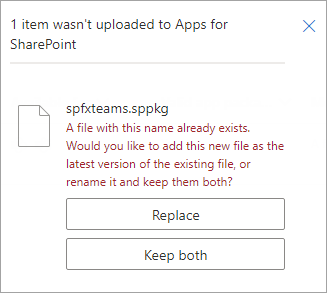 1 item wasn't uploaded to Apps for
SharePoint
spfxteams.sppkg
A file with this name already exists.
Would you like to add this new file as the
latest version of the existing file, or
rename it and keep them both?
Replace
Keep both